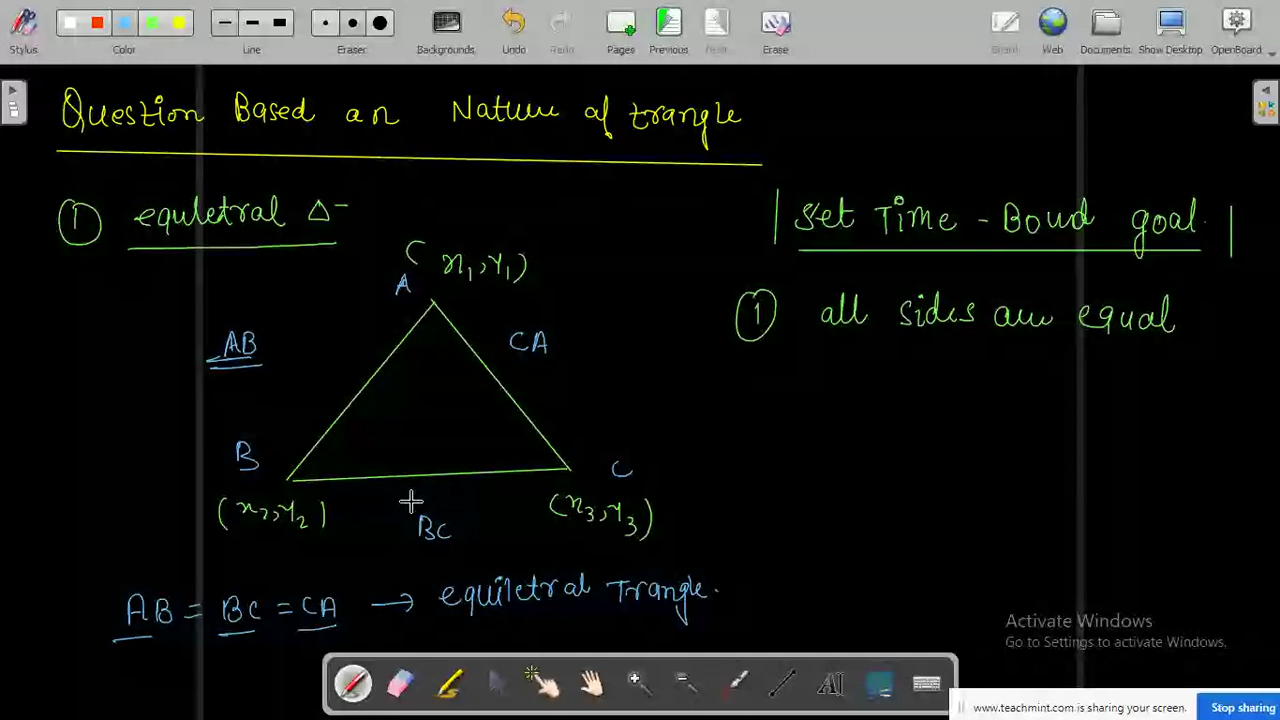 Stylus Color Line Eraser Backgrounds Undo Redo Pages Previous Next Erase Board Web Documents Show Desktop OpenBoard
Question Based an Nature of trangle
① equletral Δ-
| Set Time - Boud goal. |
(x₁,y₁)
A
① all sides are equal
AB
CA
B
C
(x₂,y₂)
(x₃,y₃)
BC
AB = BC = CA → equiletral Trangle.
Activate Windows
Go to Settings to activate Windows.
www.teachmint.com is sharing your screen.
Stop sharing